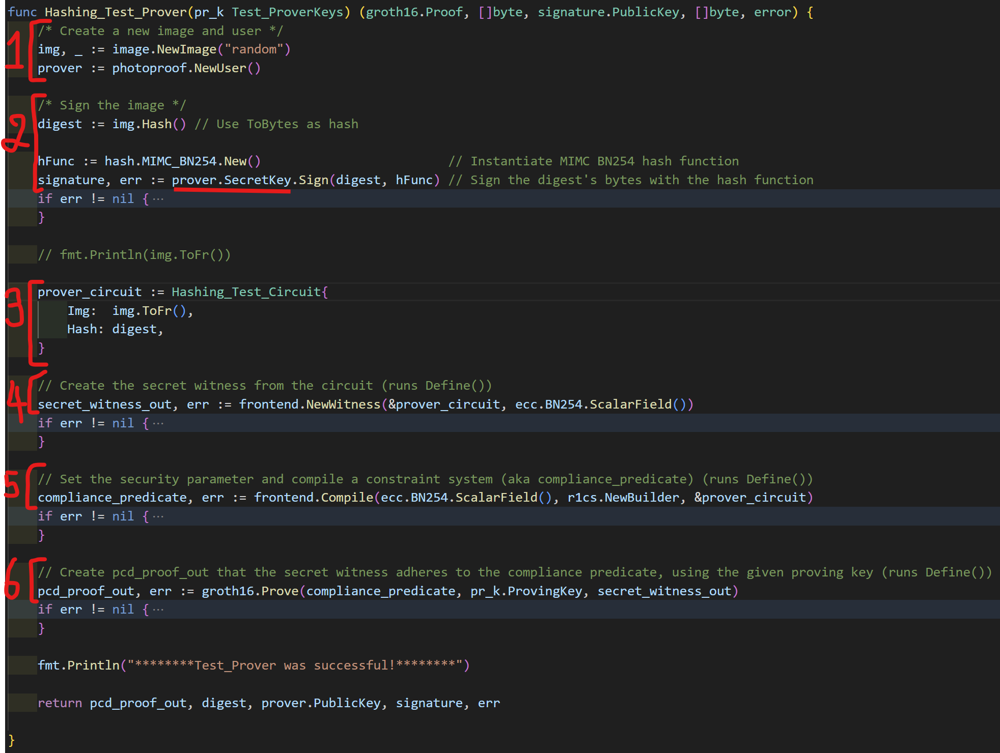 func Hashing_Test_Prover(pr_k Test_ProverKeys) (groth16.Proof, []byte, signature.PublicKey, []byte, error) {
1
/* Create a new image and user */
img, _ := image.NewImage("random")
prover := photoproof.NewUser()
2
/* Sign the image */
digest := img.Hash() // Use ToBytes as hash
hFunc := hash.MIMC_BN254.New() // Instantiate MIMC BN254 hash function
signature, err := prover.SecretKey.Sign(digest, hFunc) // Sign the digest's bytes with the hash function
if err != nil { ···
}
// fmt.Println(img.ToFr())
3
prover_circuit := Hashing_Test_Circuit{
Img: img.ToFr(),
Hash: digest,
}
4
// Create the secret witness from the circuit (runs Define())
secret_witness_out, err := frontend.NewWitness(&prover_circuit, ecc.BN254.ScalarField())
if err != nil { ···
}
5
// Set the security parameter and compile a constraint system (aka compliance_predicate) (runs Define())
compliance_predicate, err := frontend.Compile(ecc.BN254.ScalarField(), r1cs.NewBuilder, &prover_circuit)
if err != nil { ···
}
6
// Create pcd_proof_out that the secret witness adheres to the compliance predicate, using the given proving key (runs Define())
pcd_proof_out, err := groth16.Prove(compliance_predicate, pr_k.ProvingKey, secret_witness_out)
if err != nil { ···
}
fmt.Println("********Test_Prover was successful!********")
return pcd_proof_out, digest, prover.PublicKey, signature, err
}